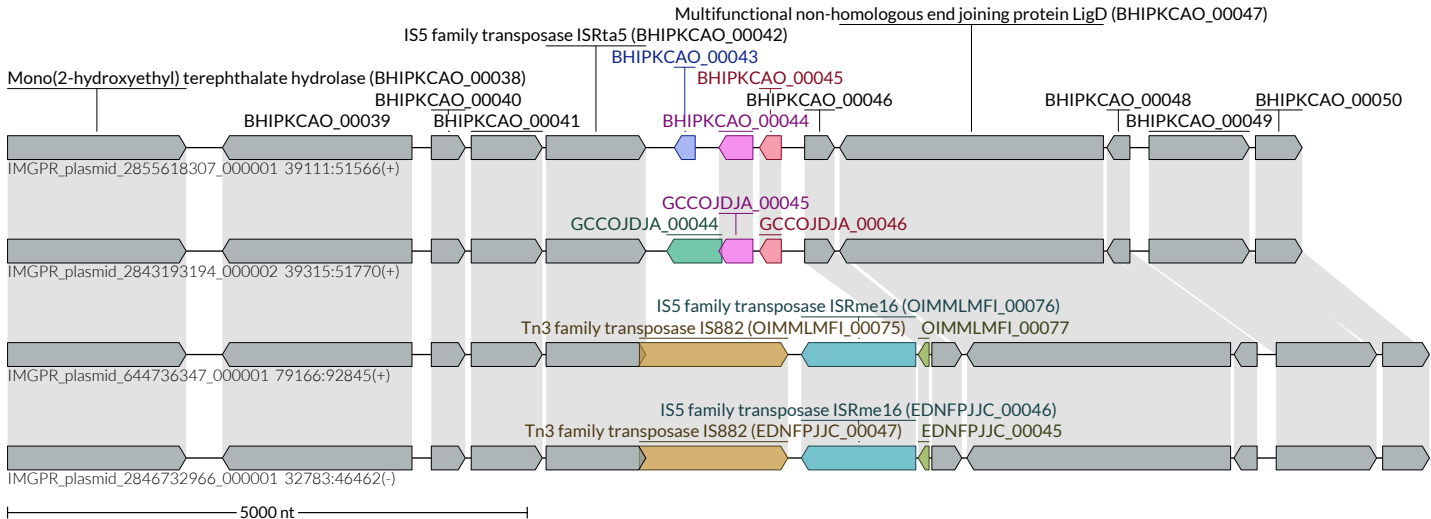 Multifunctional non-homologous end joining protein LigD (BHIPKCAO_00047)
IS5 family transposase ISRta5 (BHIPKCAO_00042)
BHIPKCAO_00043
Mono(2-hydroxyethyl) terephthalate hydrolase (BHIPKCAO_00038)
BHIPKCAO_00045
BHIPKCAO_00040
BHIPKCAO_00046
BHIPKCAO_00048
BHIPKCAO_00050
BHIPKCAO_00039
BHIPKCAO_00041
BHIPKCAO_00044
BHIPKCAO_00049
IMGPR_plasmid_2855618307_000001 39111:51566(+)
GCCOJDJA_00045
GCCOJDJA_00044
GCCOJDJA_00046
IMGPR_plasmid_2843193194_000002 39315:51770(+)
IS5 family transposase ISRme16 (OIMMLMFI_00076)
Tn3 family transposase IS882 (OIMMLMFI_00075)
OIMMLMFI_00077
IMGPR_plasmid_644736347_000001 79166:92845(+)
IS5 family transposase ISRme16 (EDNFPJJC_00046)
Tn3 family transposase IS882 (EDNFPJJC_00047)
EDNFPJJC_00045
IMGPR_plasmid_2846732966_000001 32783:46462(-)
5000 nt